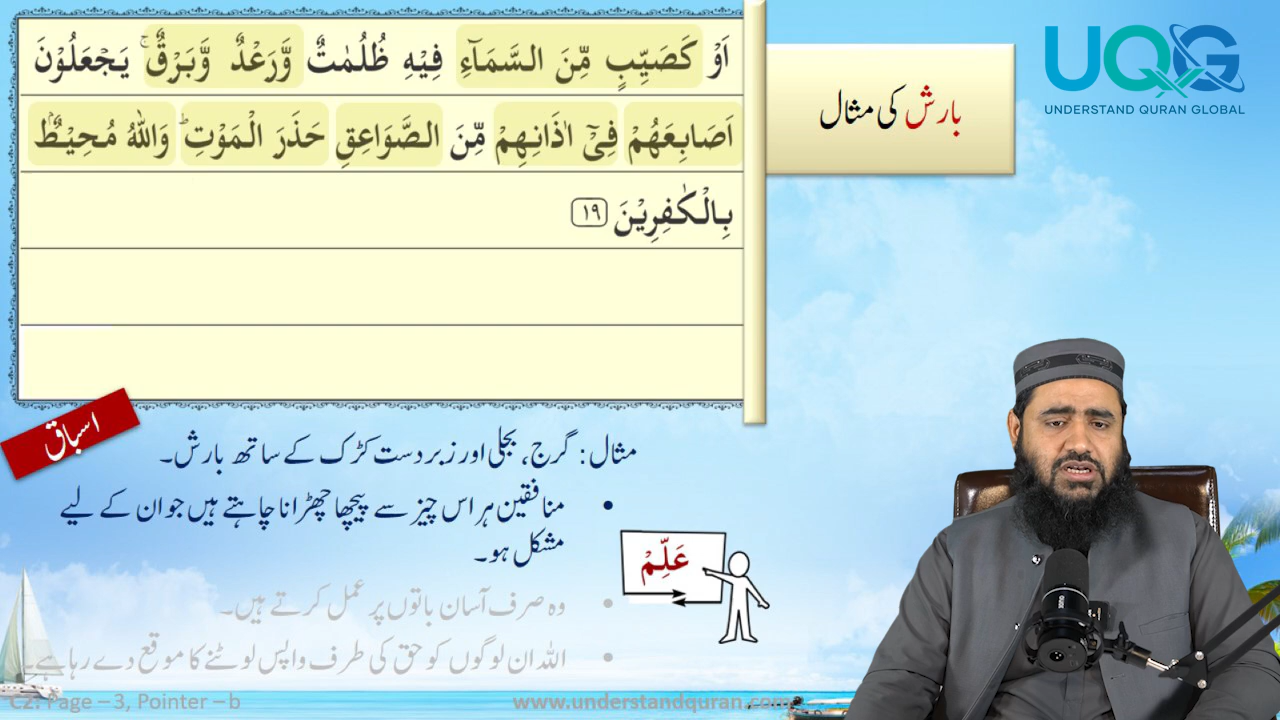 اَوْ كَصَيِّبٍ مِّنَ السَّمَآءِ فِيْهِ ظُلُمٰتٌ وَّرَعْدٌ وَّبَرْقٌ ۚ يَجْعَلُوْنَ
اَصَابِعَهُمْ فِيْٓ اٰذَانِهِمْ مِّنَ الصَّوَاعِقِ حَذَرَ الْمَوْتِ ؕ وَاللّٰهُ مُحِيْطٌۢ
بِالْكٰفِرِيْنَ ١٩
بارش کی مثال
UQG
UNDERSTAND QURAN GLOBAL
اسباق
مثال: گرج، بجلی اور زبردست کڑک کے ساتھ بارش۔
• منافقین ہر اس چیز سے پیچھا چھڑانا چاہتے ہیں جو ان کے لیے
مشکل ہو۔
• وہ صرف آسان باتوں پر عمل کرتے ہیں۔
• اللہ ان لوگوں کو حق کی طرف واپس لوٹنے کا موقع دے رہا ہے۔
عَلِّمْ
C2: Page – 3, Pointer – b
www.understandquran.com